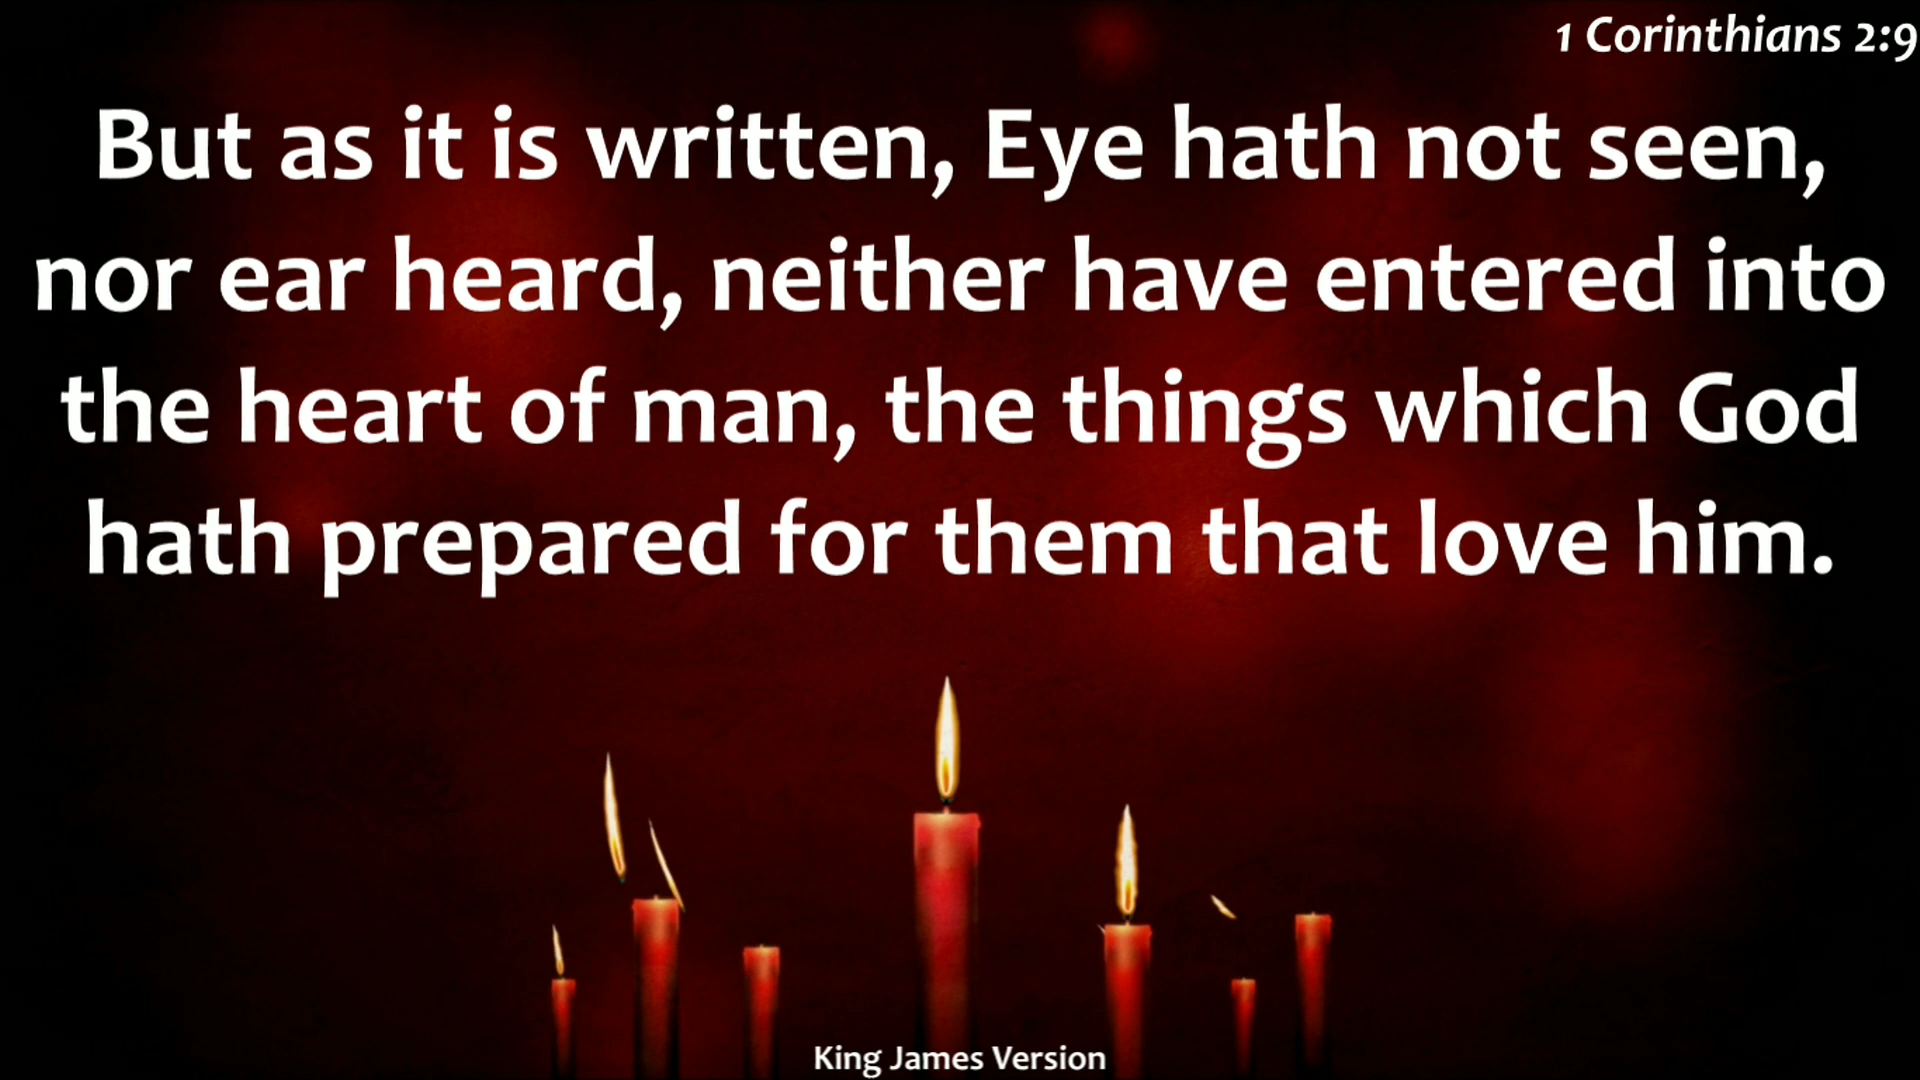 1 Corinthians 2:9
But as it is written, Eye hath not seen,
nor ear heard, neither have entered into
the heart of man, the things which God
hath prepared for them that love him.
King James Version